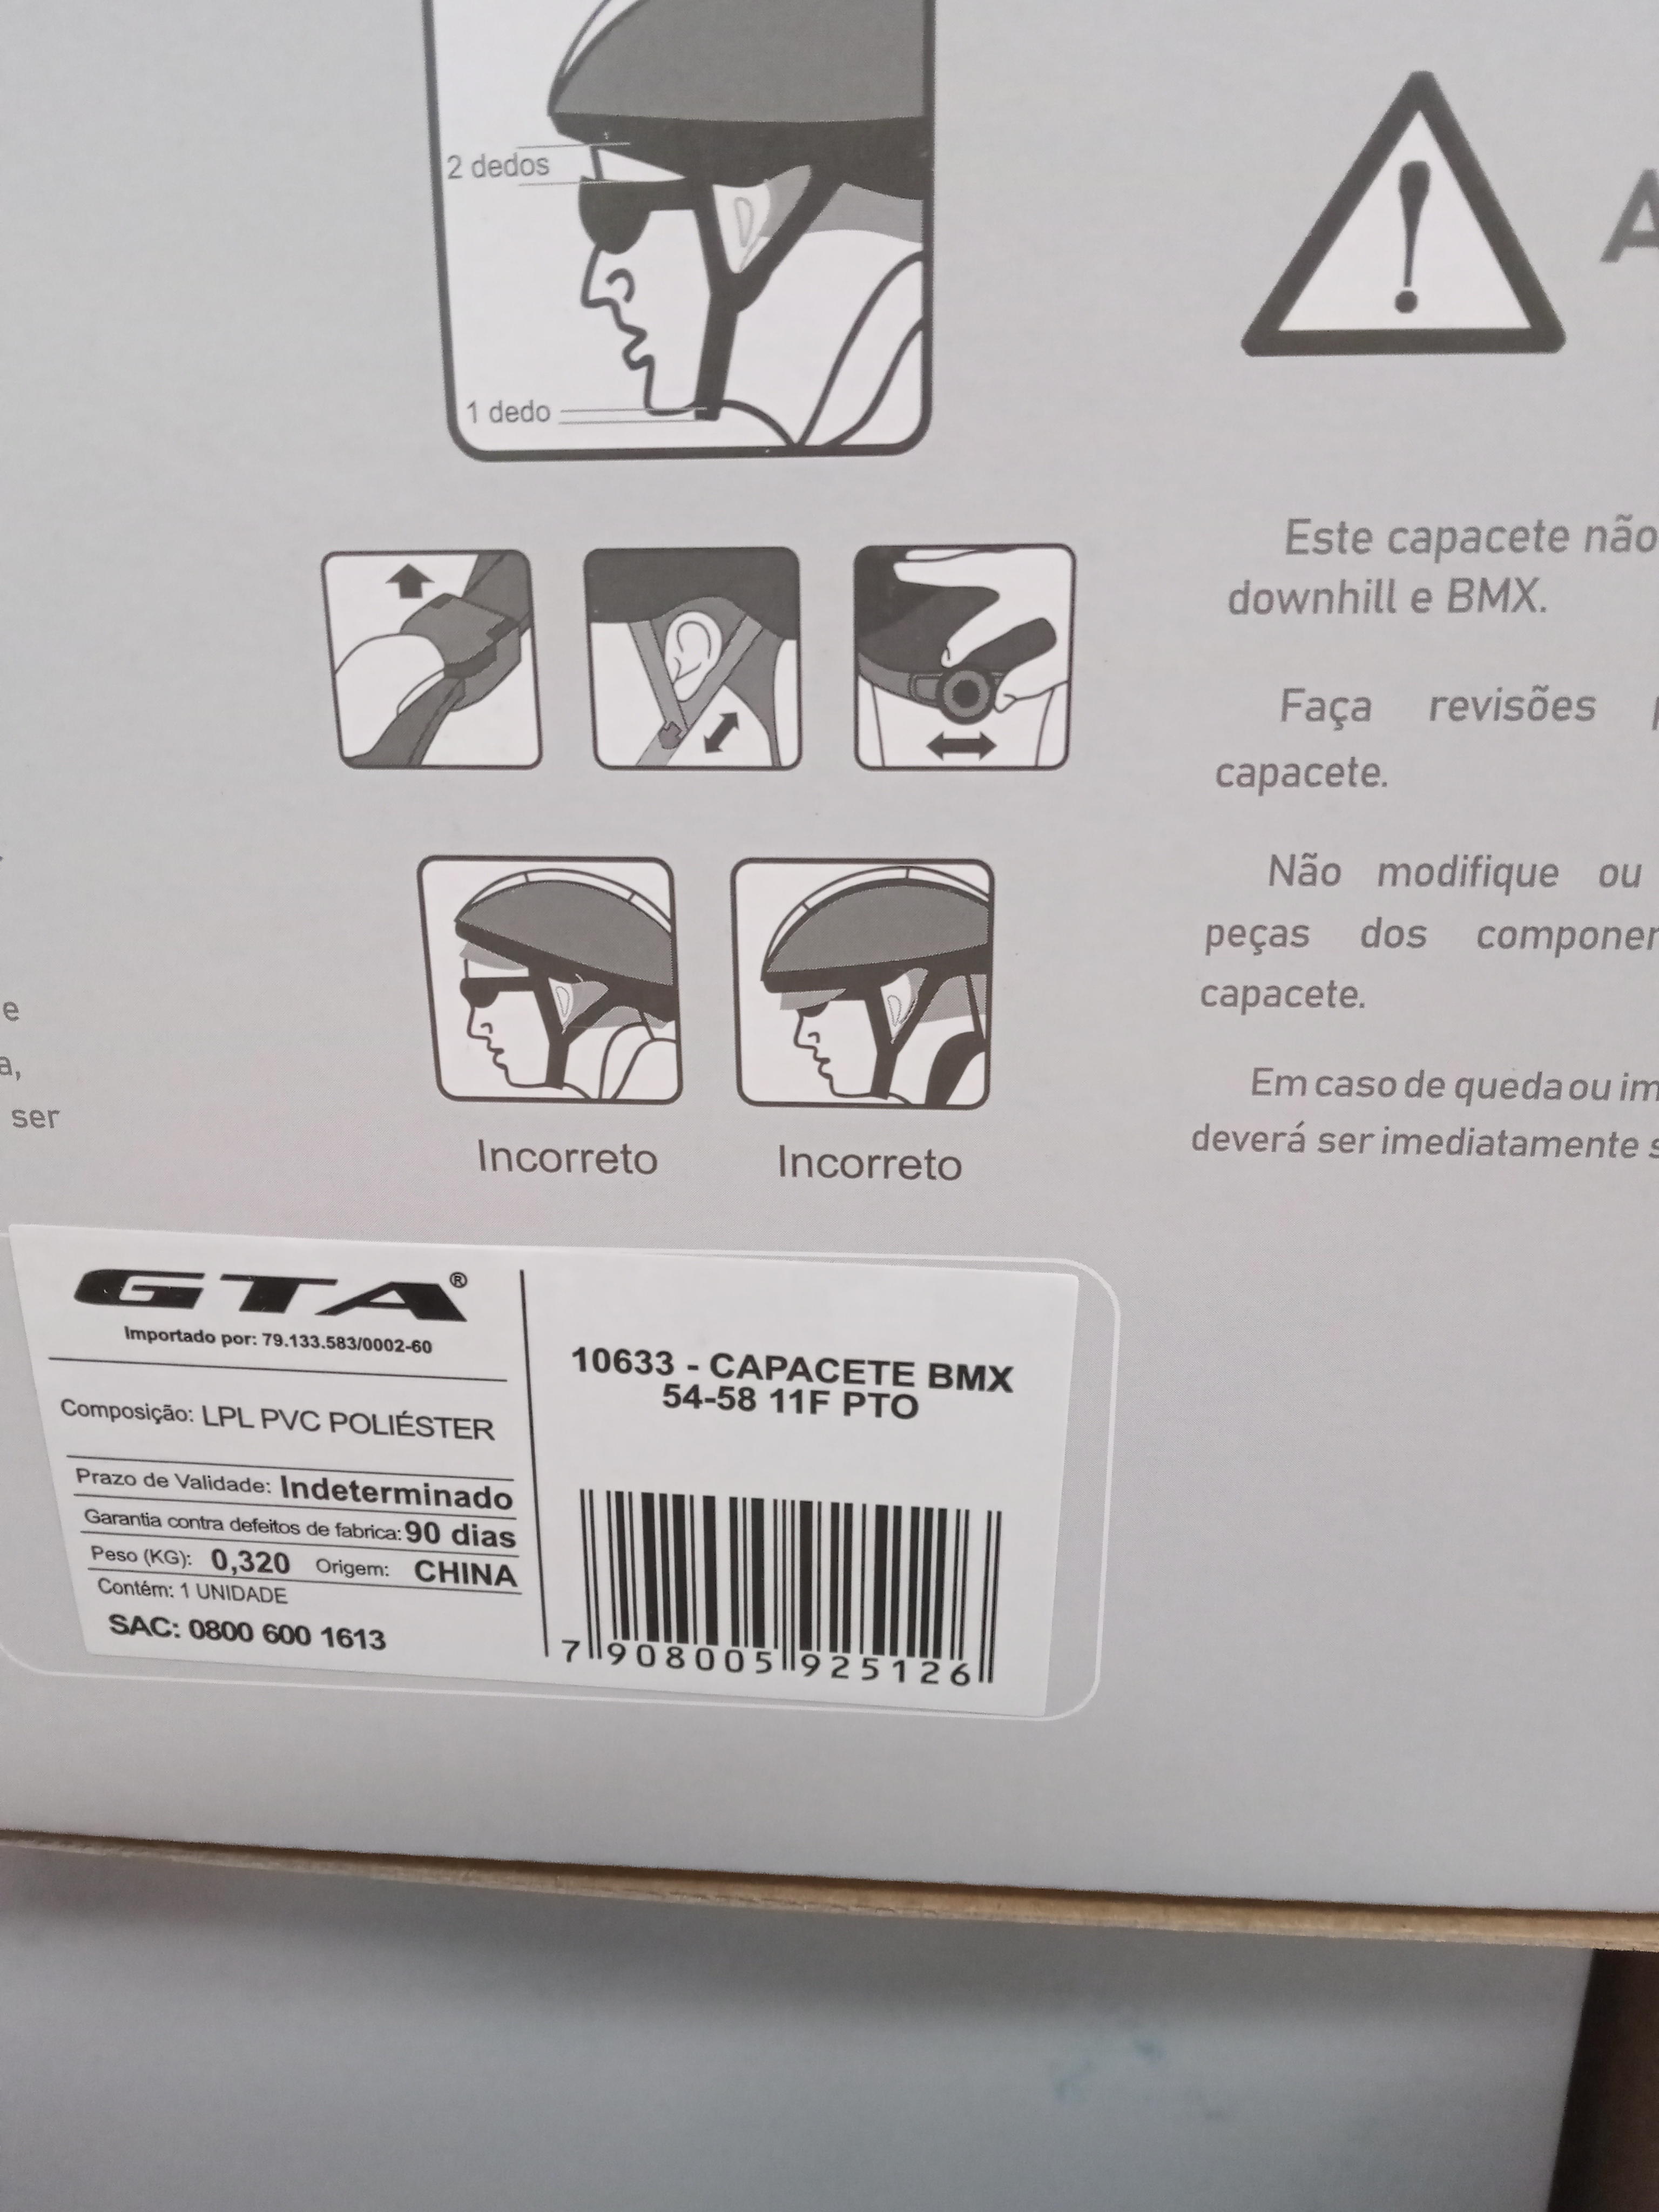 2 dedos
1 dedo
Este capacete não
downhill e BMX.
Faça revisões
capacete.
Não modifique ou
peças dos
capacete.
Em caso de queda ou
deverá ser imediatamente
ser
Incorreto
Incorreto
GTA®
Importado por: 79.133.583/0002-60
Composição: LPL PVC POLIÉSTER
Prazo de Validade: Indeterminado
Garantia contra defeitos de fabrica: 90 dias
Peso (KG): 0,320 Origem: CHINA
Contém: 1 UNIDADE
SAC: 0800 600 1613
10633 - CAPACETE BMX
54-58 11F PTO
7 908005 925126